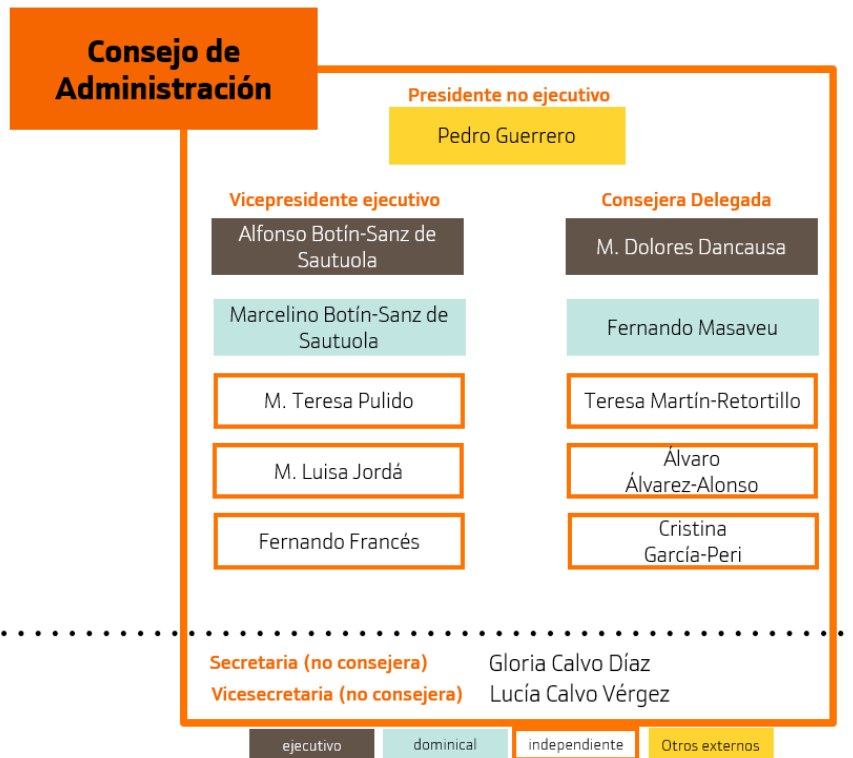 Consejo de
Administración
Presidente no ejecutivo
Pedro Guerrero
Vicepresidente ejecutivo
Consejera Delegada
Alfonso Botín-Sanz de
Sautuola
M. Dolores Dancausa
Marcelino Botín-Sanz de
Sautuola
Fernando Masaveu
M. Teresa Pulido
Teresa Martín-Retortillo
M. Luisa Jordá
Álvaro
Álvarez-Alonso
Fernando Francés
Cristina
García-Peri
Secretaria (no consejera) Gloria Calvo Díaz
Vicesecretaria (no consejera) Lucía Calvo Vérgez
ejecutivo dominical independiente Otros externos